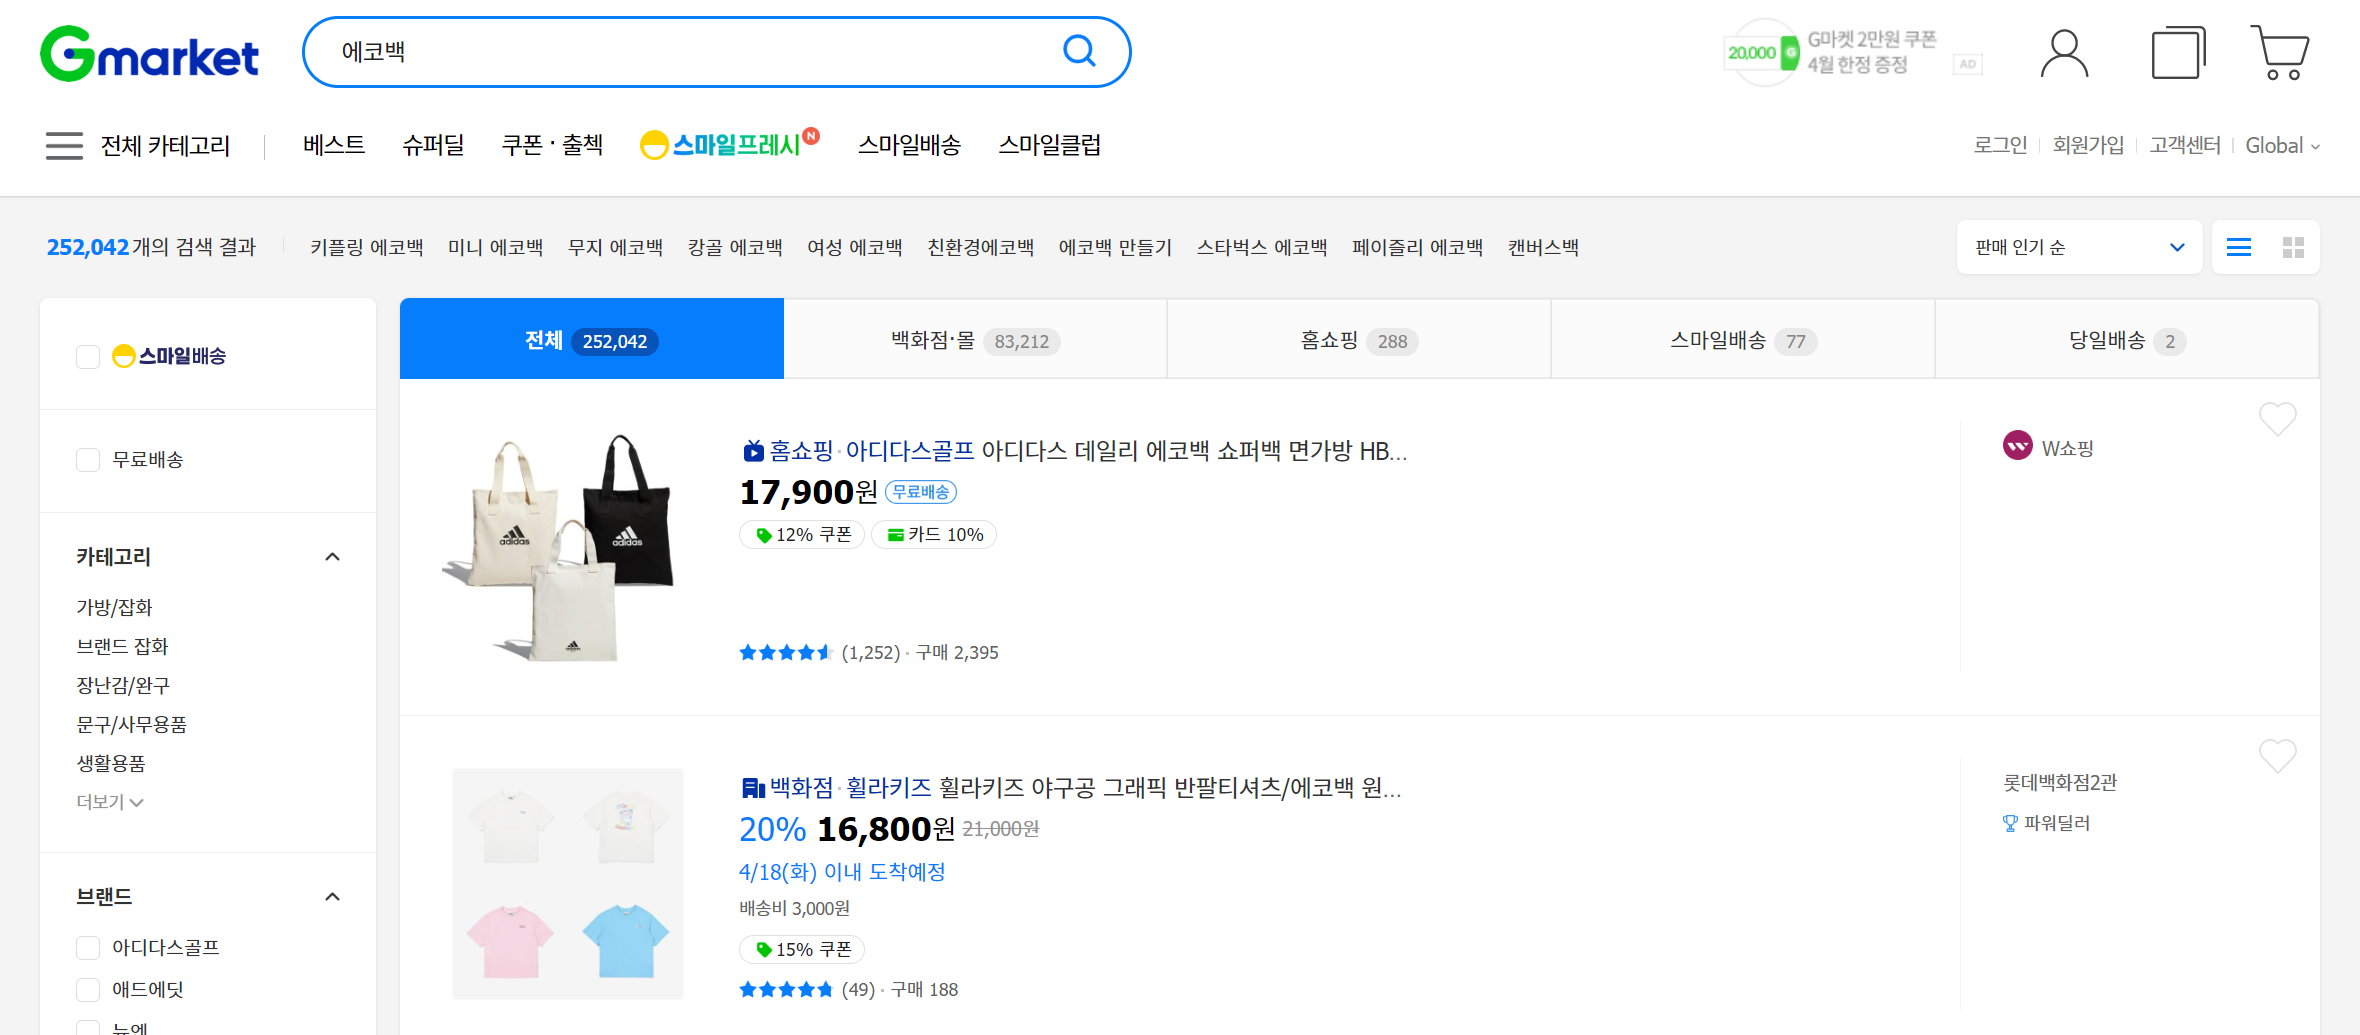 Gmarket
에코백
20,000 G
G마켓 2만원 쿠폰
4월 한정 증정
AD
전체 카테고리
베스트 슈퍼딜 쿠폰·출첵 스마일프레시 N 스마일배송 스마일클럽
로그인 회원가입 고객센터 Global
252,042개의 검색 결과
키플링 에코백 미니 에코백 무지 에코백 캉골 에코백 여성 에코백 친환경에코백 에코백 만들기 스타벅스 에코백 페이즐리 에코백 캔버스백
판매 인기 순
스마일배송
무료배송
카테고리
가방/잡화
브랜드 잡화
장난감/완구
문구/사무용품
생활용품
더보기
브랜드
아디다스골프
애드에딧
뉴엔
전체 252,042
백화점·몰 83,212
홈쇼핑 288
스마일배송 77
당일배송 2
adidas
adidas
홈쇼핑·아디다스골프 아디다스 데일리 에코백 쇼퍼백 면가방 HB...
17,900원 무료배송
12% 쿠폰 카드 10%
(1,252) · 구매 2,395
W쇼핑
백화점·휠라키즈 휠라키즈 야구공 그래픽 반팔티셔츠/에코백 원...
20% 16,800원 21,000원
4/18(화) 이내 도착예정
배송비 3,000원
15% 쿠폰
(49) · 구매 188
롯데백화점2관
파워딜러